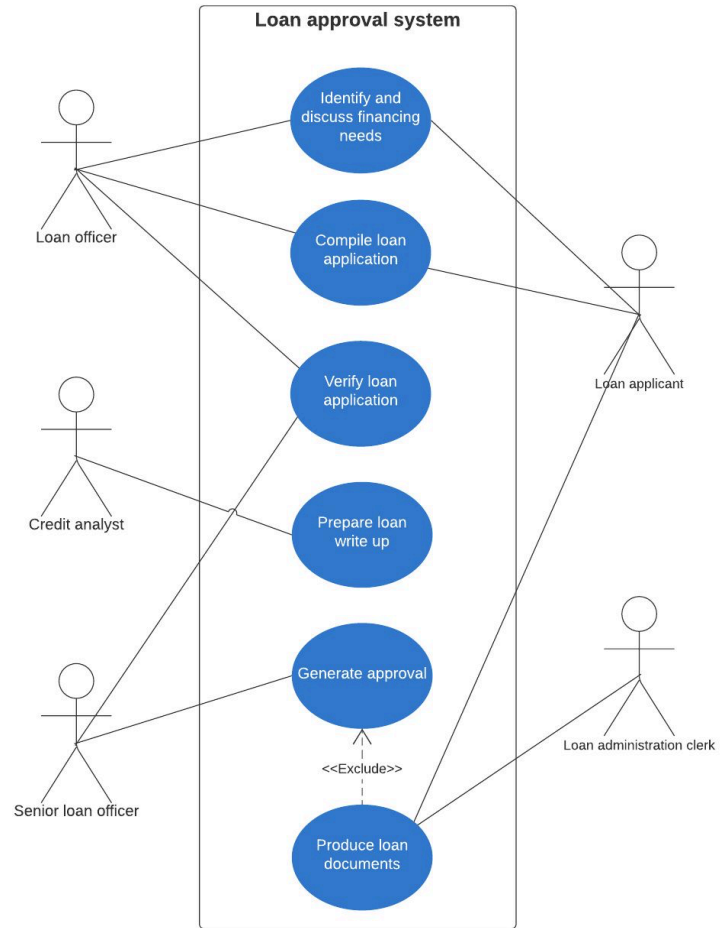 Loan approval system
Identify and
discuss financing
needs
Loan officer
Compile loan
application
Loan applicant
Verify loan
application
Credit analyst
Prepare loan
write up
Generate approval
Loan administration clerk
<<Exclude>>
Senior loan officer
Produce loan
documents